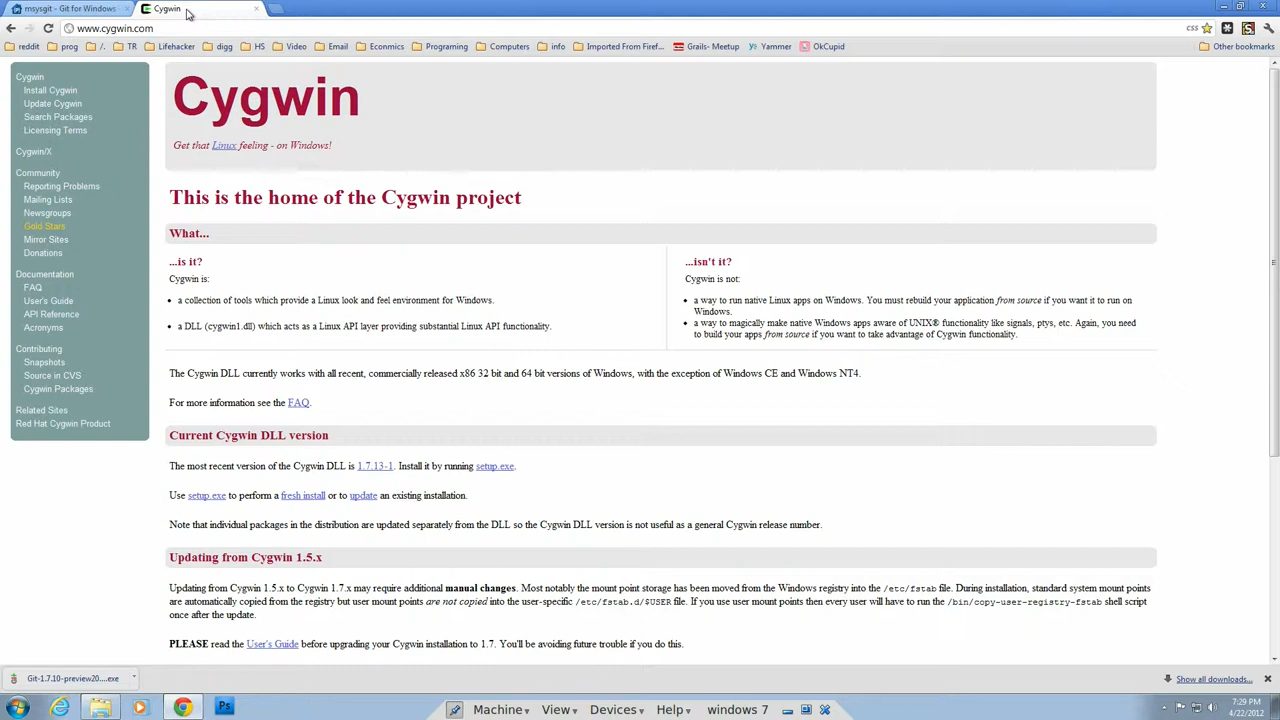 msysgit - Git for Windows
Cygwin
www.cygwin.com
css
reddit prog /. TR Lifehacker digg HS Video Email Econmics Programing Computers info Imported From Firef... Grails- Meetup Yammer OkCupid Other bookmarks
Cygwin
Install Cygwin
Update Cygwin
Search Packages
Licensing Terms
Cygwin/X
Community
Reporting Problems
Mailing Lists
Newsgroups
Gold Stars
Mirror Sites
Donations
Documentation
FAQ
User's Guide
API Reference
Acronyms
Contributing
Snapshots
Source in CVS
Cygwin Packages
Related Sites
Red Hat Cygwin Product
Cygwin
Get that Linux feeling - on Windows!
This is the home of the Cygwin project
What...
...is it?
Cygwin is:
• a collection of tools which provide a Linux look and feel environment for Windows.
• a DLL (cygwin1.dll) which acts as a Linux API layer providing substantial Linux API functionality.
...isn't it?
Cygwin is not:
• a way to run native Linux apps on Windows. You must rebuild your application from source if you want it to run on
Windows.
• a way to magically make native Windows apps aware of UNIX® functionality like signals, ptys, etc. Again, you need
to build your apps from source if you want to take advantage of Cygwin functionality.
The Cygwin DLL currently works with all recent, commercially released x86 32 bit and 64 bit versions of Windows, with the exception of Windows CE and Windows NT4.
For more information see the FAQ.
Current Cygwin DLL version
The most recent version of the Cygwin DLL is 1.7.13-1. Install it by running setup.exe.
Use setup.exe to perform a fresh install or to update an existing installation.
Note that individual packages in the distribution are updated separately from the DLL so the Cygwin DLL version is not useful as a general Cygwin release number.
Updating from Cygwin 1.5.x
Updating from Cygwin 1.5.x to Cygwin 1.7.x may require additional manual changes. Most notably the mount point storage has been moved from the Windows registry into the /etc/fstab file. During installation, standard system mount points
are automatically copied from the registry but user mount points are not copied into the user-specific /etc/fstab.d/$USER file. If you use user mount points then every user will have to run the /bin/copy-user-registry-fstab shell script
once after the update.
PLEASE read the User's Guide before upgrading your Cygwin installation to 1.7. You'll be avoiding future trouble if you do this.
Git-1.7.10-preview20....exe
Show all downloads...
Ps
Machine View Devices Help windows 7
7:29 PM
4/22/2012